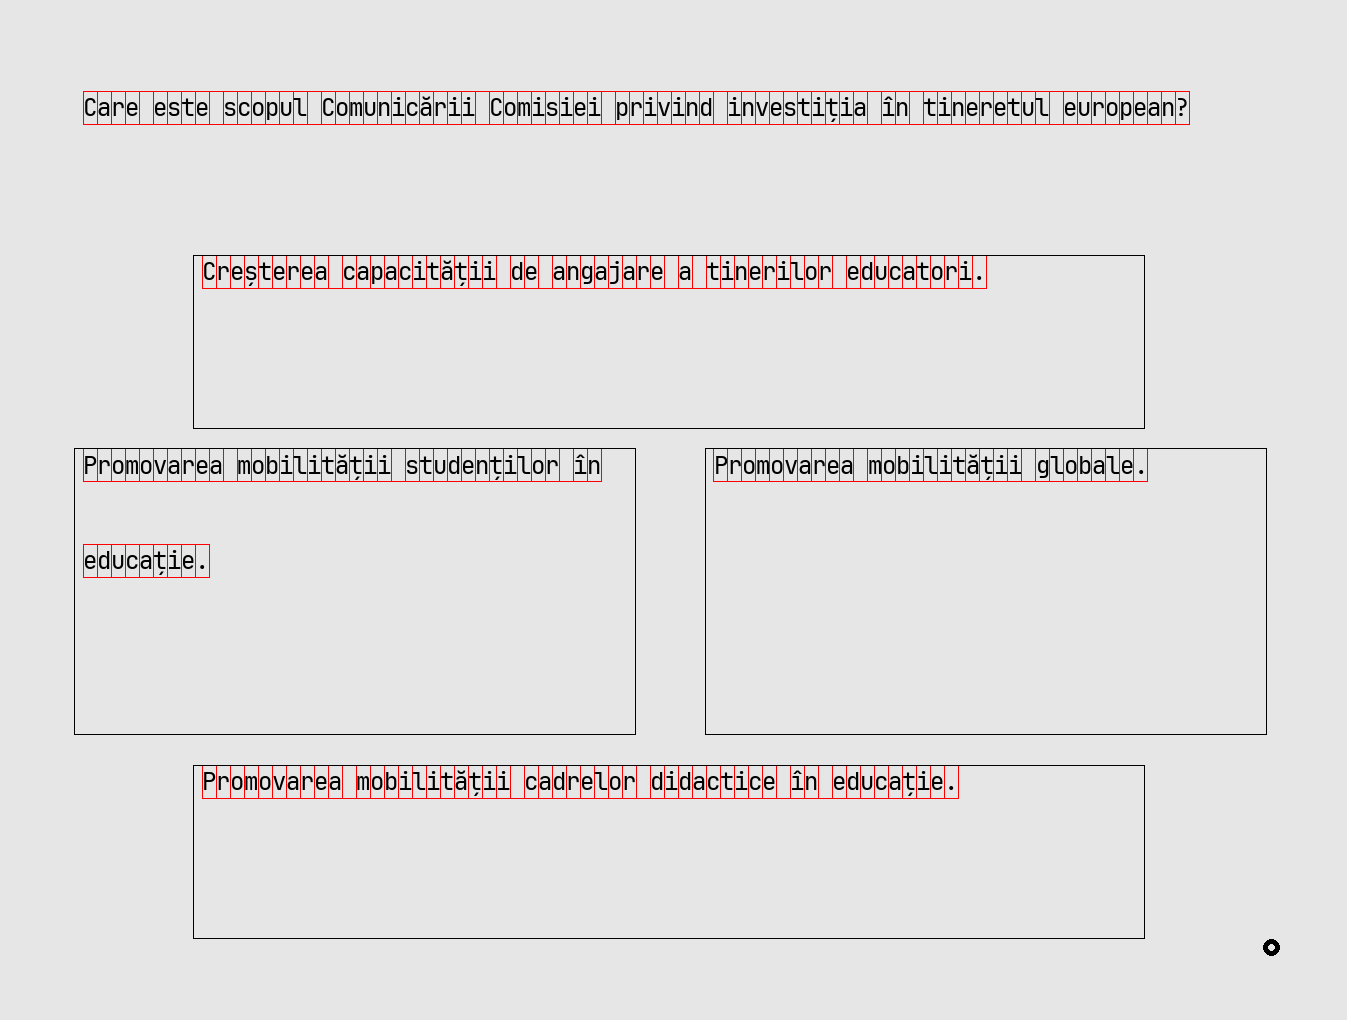 Care este scopul Comunicării Comisiei privind investiția în tineretul european?
Creșterea capacității de angajare a tinerilor educatori.
Promovarea mobilității studenților în
educație.
Promovarea mobilității globale.
Promovarea mobilității cadrelor didactice în educație.